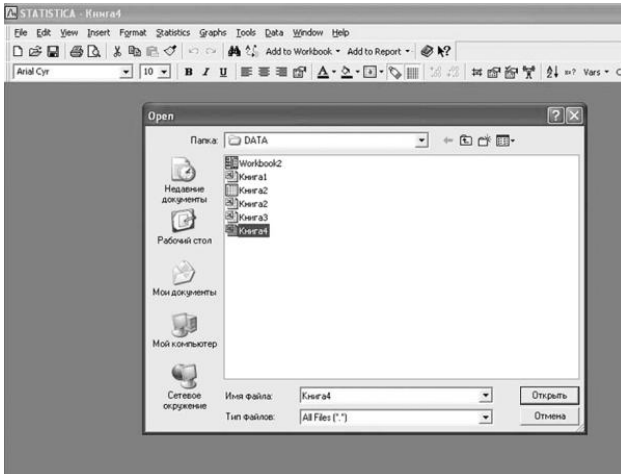 STATISTICA - Книга4
File Edit View Insert Format Statistics Graphs Tools Data Window Help
Add to Workbook Add to Report
Arial Cyr 10 B I U A Vars
Open
Папка: DATA
Workbook2
Книга1
Книга2
Книга2
Книга3
Книга4
Недавние
документы
Рабочий стол
Мои документы
Мой компьютер
Сетевое
окружение
Имя файла: Книга4 Открыть
Тип файлов: All Files (*.*) Отмена